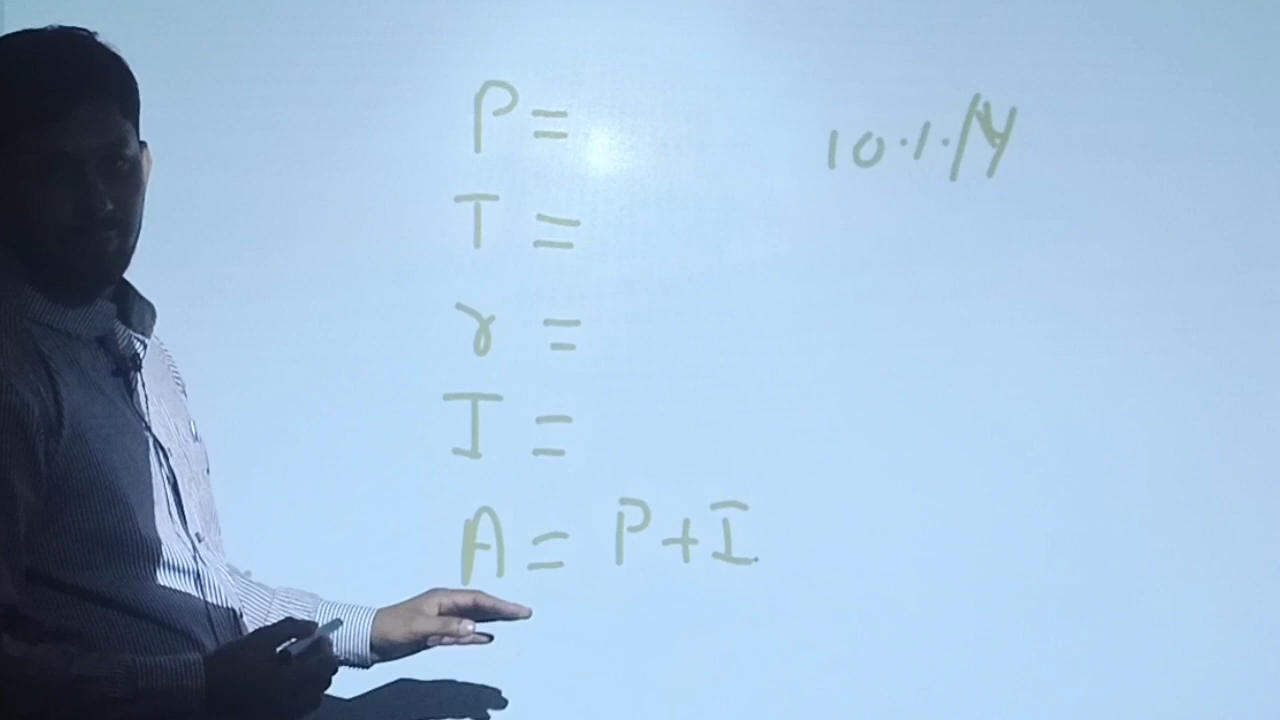 P =
10%/Y
T =
r =
I =
A = P+I